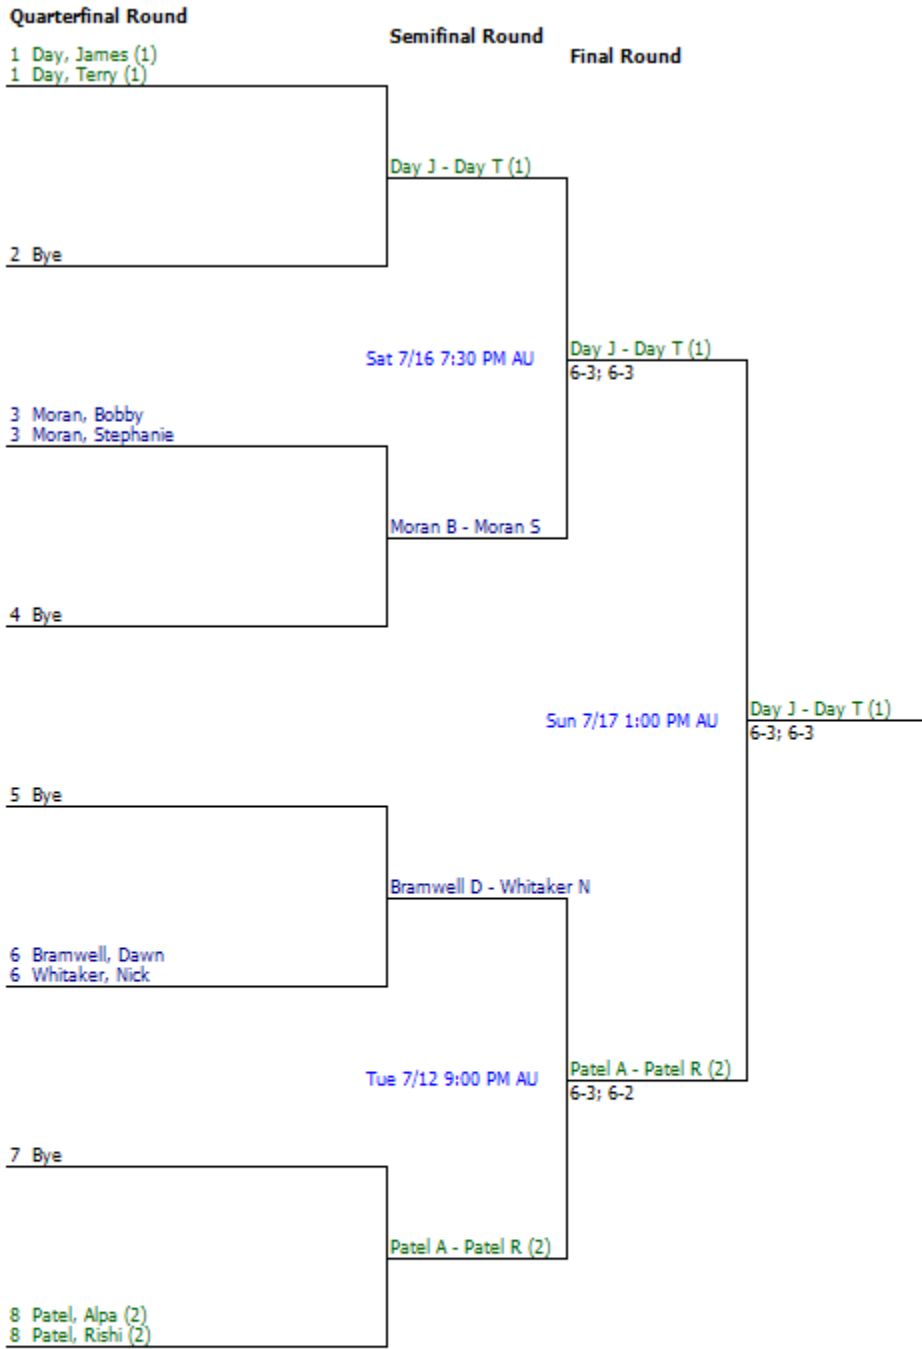 Quarterfinal Round
Semifinal Round
Final Round
1 Day, James (1)
1 Day, Terry (1)
Day J - Day T (1)
2 Bye
Sat 7/16 7:30 PM AU
Day J - Day T (1)
6-3; 6-3
3 Moran, Bobby
3 Moran, Stephanie
Moran B - Moran S
4 Bye
Sun 7/17 1:00 PM AU
Day J - Day T (1)
6-3; 6-3
5 Bye
Bramwell D - Whitaker N
6 Bramwell, Dawn
6 Whitaker, Nick
Tue 7/12 9:00 PM AU
Patel A - Patel R (2)
6-3; 6-2
7 Bye
Patel A - Patel R (2)
8 Patel, Alpa (2)
8 Patel, Rishi (2)